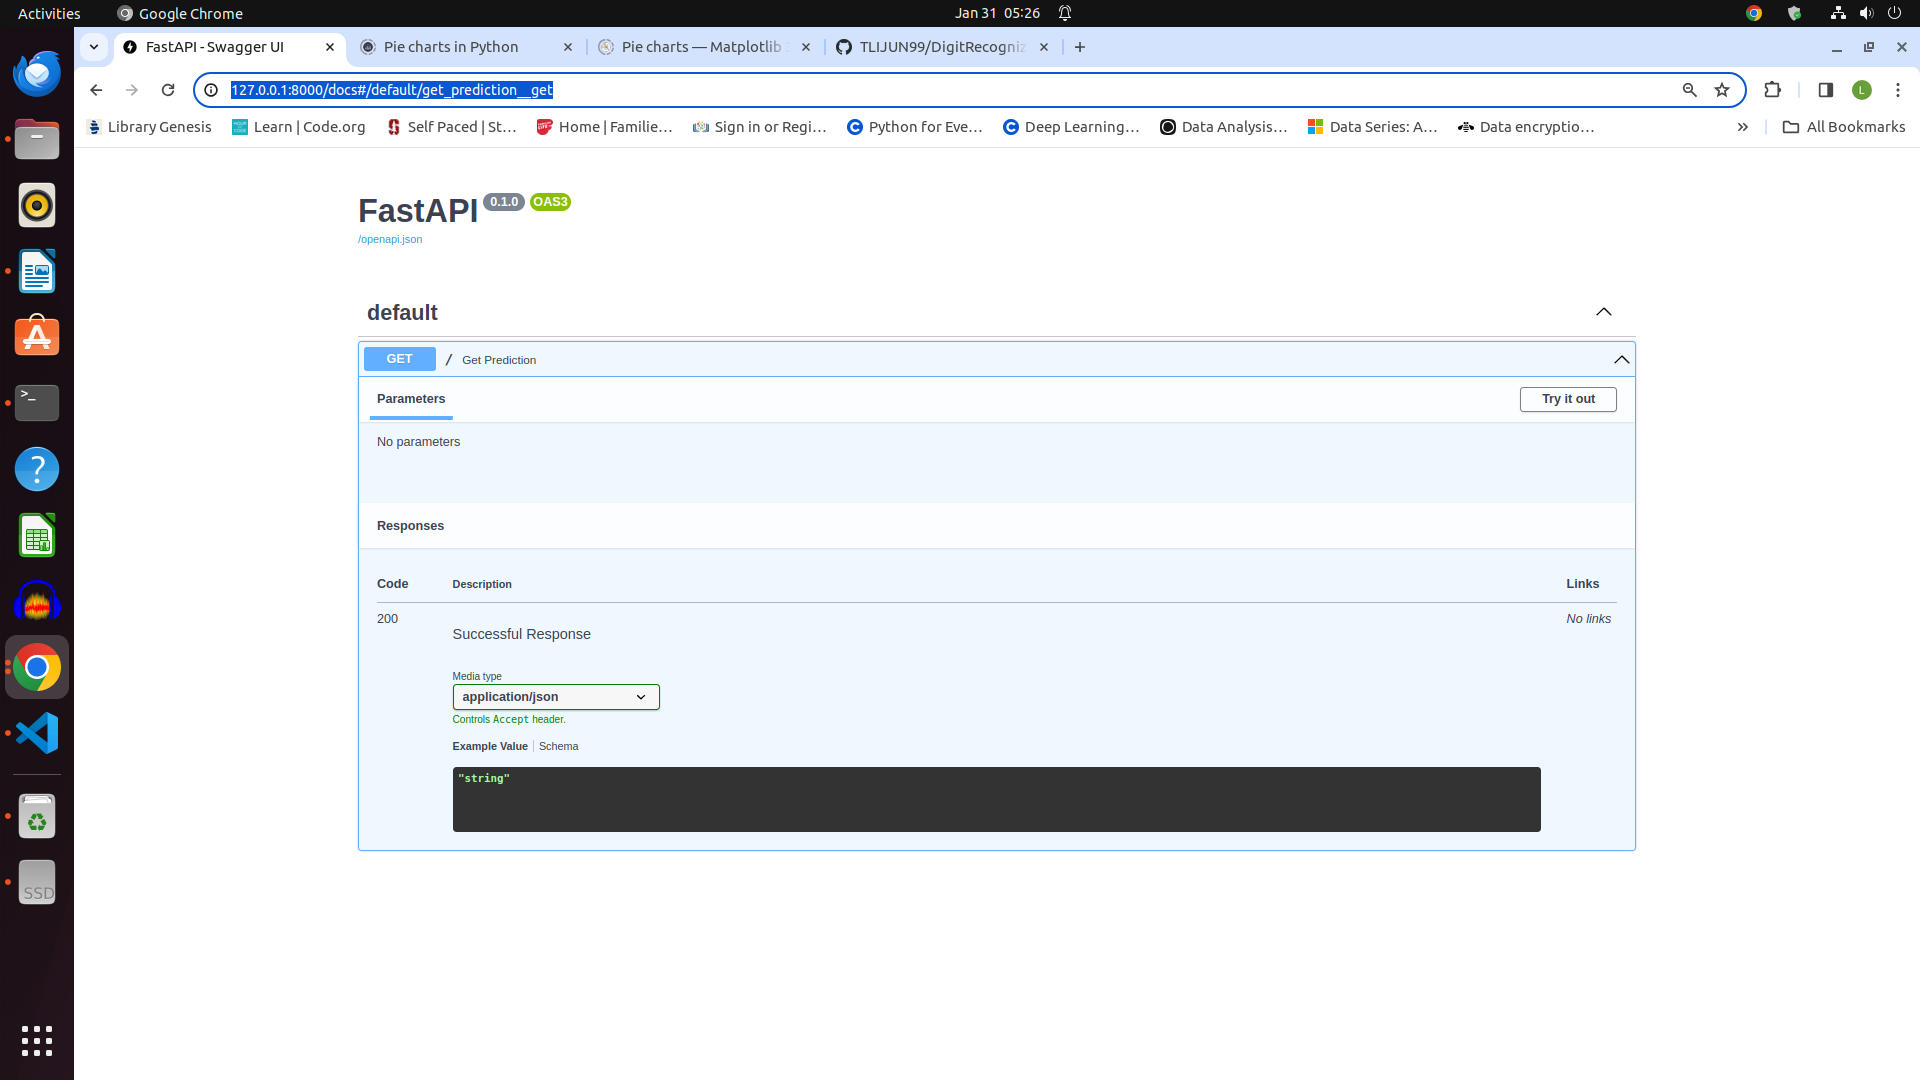 Activities
Google Chrome
Jan 31 05:26
FastAPI - Swagger UI
Pie charts in Python
Pie charts — Matplotlib
TLIJUN99/DigitRecogniz
127.0.0.1:8000/docs#/default/get_prediction__get
L
Library Genesis
Learn | Code.org
Self Paced | St…
Home | Familie…
Sign in or Regi…
Python for Eve…
Deep Learning…
Data Analysis…
Data Series: A…
Data encryptio…
All Bookmarks
FastAPI 0.1.0 OAS3
/openapi.json
default
GET / Get Prediction
Parameters
Try it out
No parameters
Responses
Code Description Links
200 No links
Successful Response
Media type
application/json
Controls Accept header.
Example Value Schema
"string"
SSD